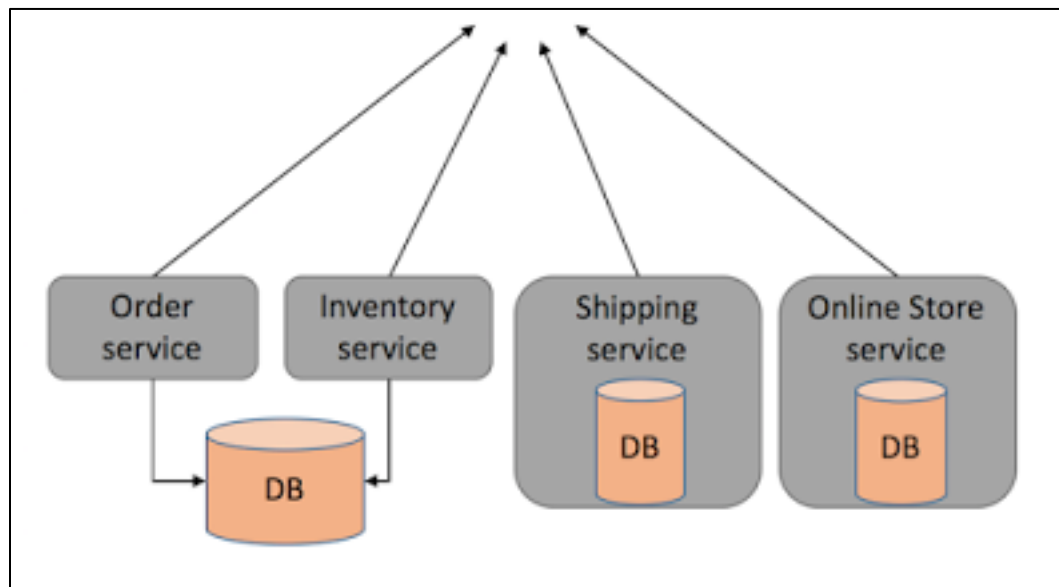 Order
service
Inventory
service
Shipping
service
Online Store
service
DB
DB
DB